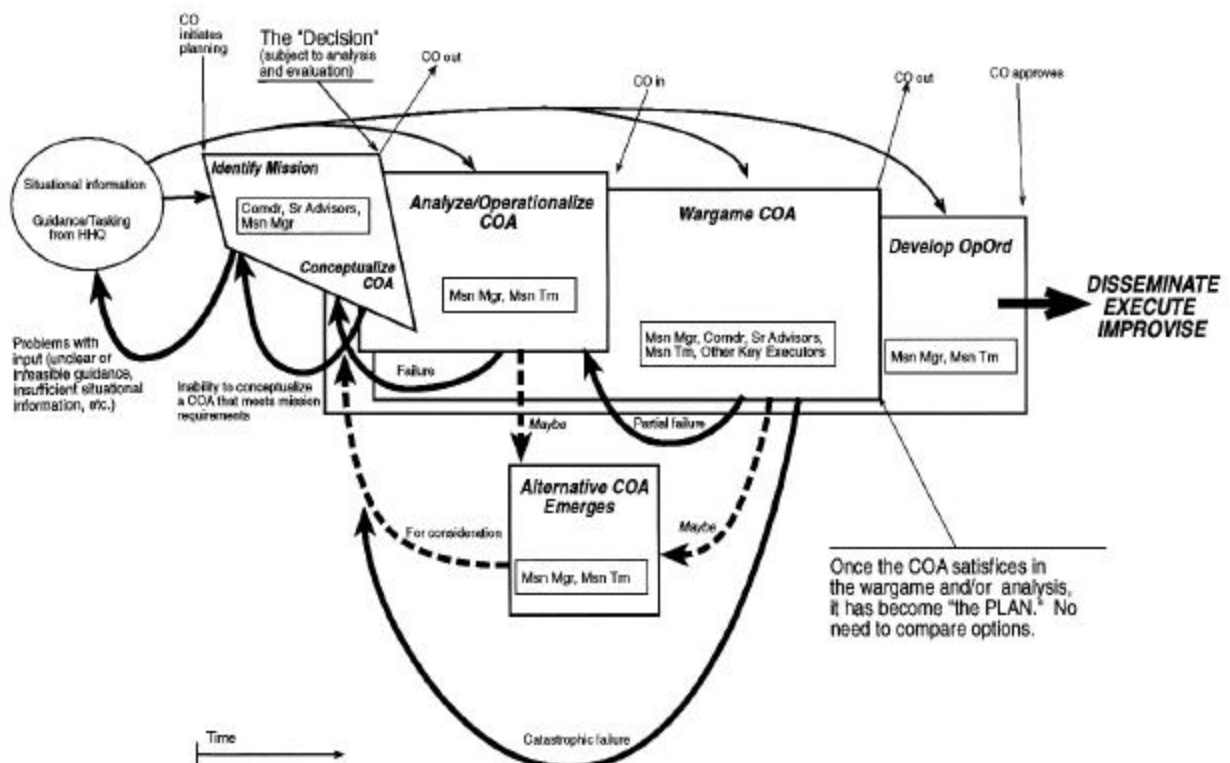 CO
initiates
planning
The "Decision"
(subject to analysis
and evaluation)
CO out
CO in
CO out
CO approves
Situational information
Guidance/Tasking
from HHQ
Identify Mission
Comdr, Sr Advisors,
Msn Mgr
Conceptualize
COA
Analyze/Operationalize
COA
Msn Mgr, Msn Tm
Wargame COA
Msn Mgr, Comdr, Sr Advisors,
Msn Tm, Other Key Executors
Develop OpOrd
Msn Mgr, Msn Tm
DISSEMINATE
EXECUTE
IMPROVISE
Problems with
input (unclear or
infeasible guidance,
insufficient situational
information, etc.)
Inability to conceptualize
a COA that meets mission
requirements
Failure
Maybe
Partial failure
Alternative COA
Emerges
Msn Mgr, Msn Tm
For consideration
Maybe
Once the COA satisfices in
the wargame and/or analysis,
it has become "the PLAN." No
need to compare options.
Time
Catastrophic failure